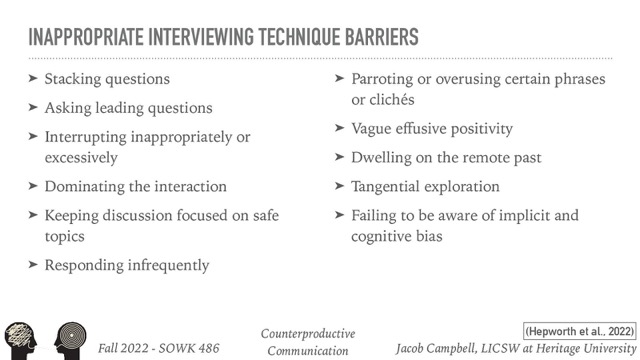 INAPPROPRIATE INTERVIEWING TECHNIQUE BARRIERS
➤ Stacking questions
➤ Asking leading questions
➤ Interrupting inappropriately or
excessively
➤ Dominating the interaction
➤ Keeping discussion focused on safe
topics
➤ Responding infrequently
➤ Parroting or overusing certain phrases
or clichés
➤ Vague effusive positivity
➤ Dwelling on the remote past
➤ Tangential exploration
➤ Failing to be aware of implicit and
cognitive bias
(Hepworth et al., 2022)
Fall 2022 - SOWK 486
Counterproductive
Communication
Jacob Campbell, LICSW at Heritage University